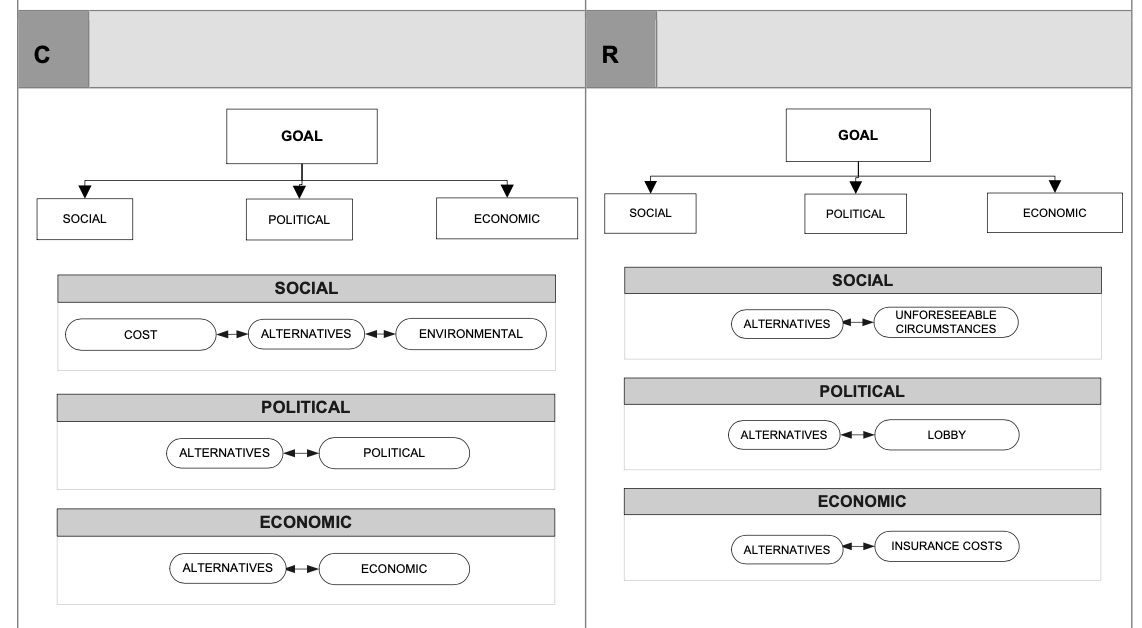 C
GOAL
SOCIAL
POLITICAL
ECONOMIC
SOCIAL
COST
ALTERNATIVES
ENVIRONMENTAL
POLITICAL
ALTERNATIVES
POLITICAL
ECONOMIC
ALTERNATIVES
ECONOMIC
R
GOAL
SOCIAL
POLITICAL
ECONOMIC
SOCIAL
ALTERNATIVES
UNFORESEEABLE
CIRCUMSTANCES
POLITICAL
ALTERNATIVES
LOBBY
ECONOMIC
ALTERNATIVES
INSURANCE COSTS